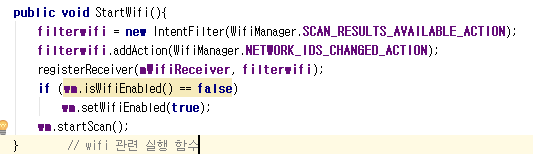 public void StartWifi(){
filterwifi = new IntentFilter(WifiManager.SCAN_RESULTS_AVAILABLE_ACTION);
filterwifi.addAction(WifiManager.NETWORK_IDS_CHANGED_ACTION);
registerReceiver(mWifiReceiver, filterwifi);
if (wm.isWifiEnabled() == false)
wm.setWifiEnabled(true);
wm.startScan();
} // wifi 관련 실행 함수